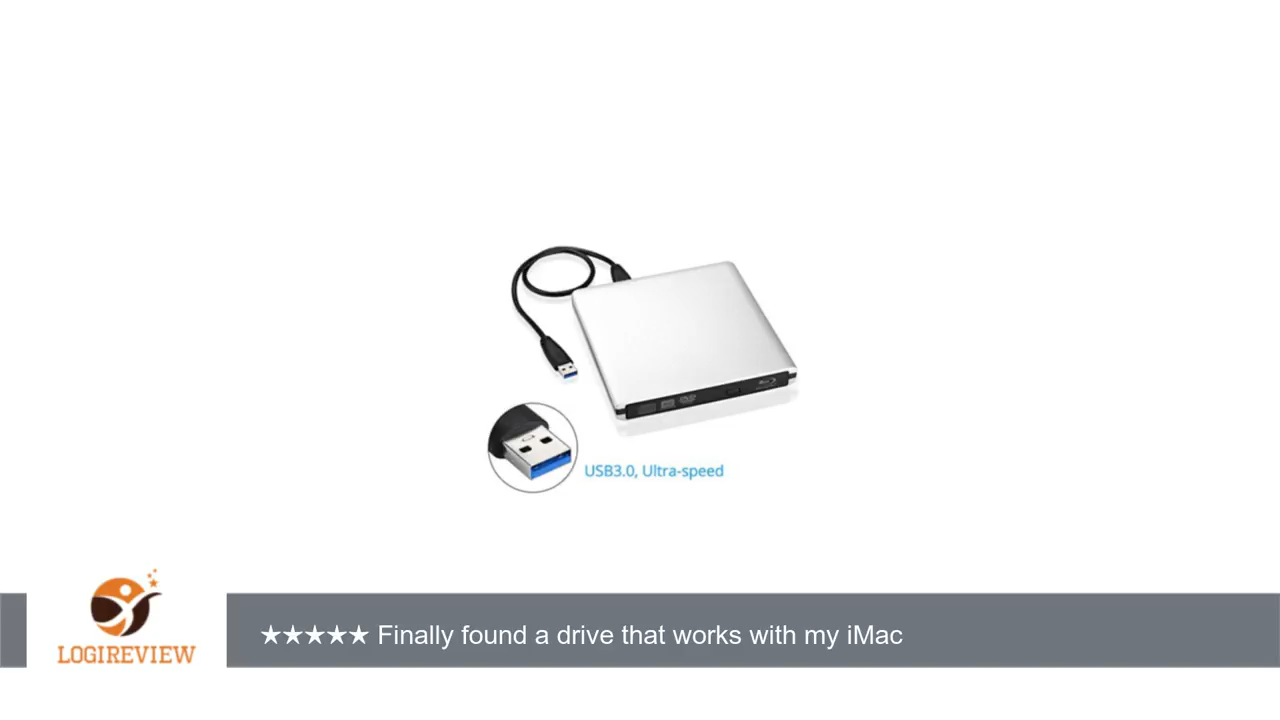 USB3.0, Ultra-speed
LOGIREVIEW
★★★★★ Finally found a drive that works with my iMac